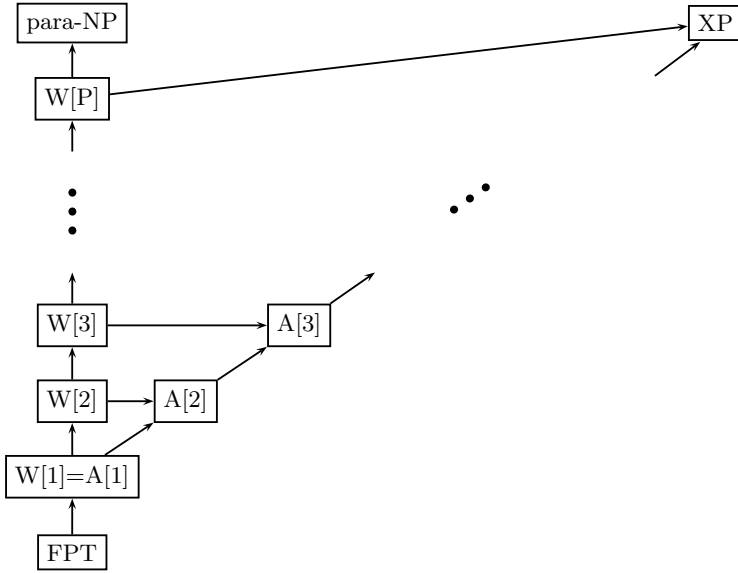 para-NP
XP
W[P]
W[3]
A[3]
W[2]
A[2]
W[1]=A[1]
FPT